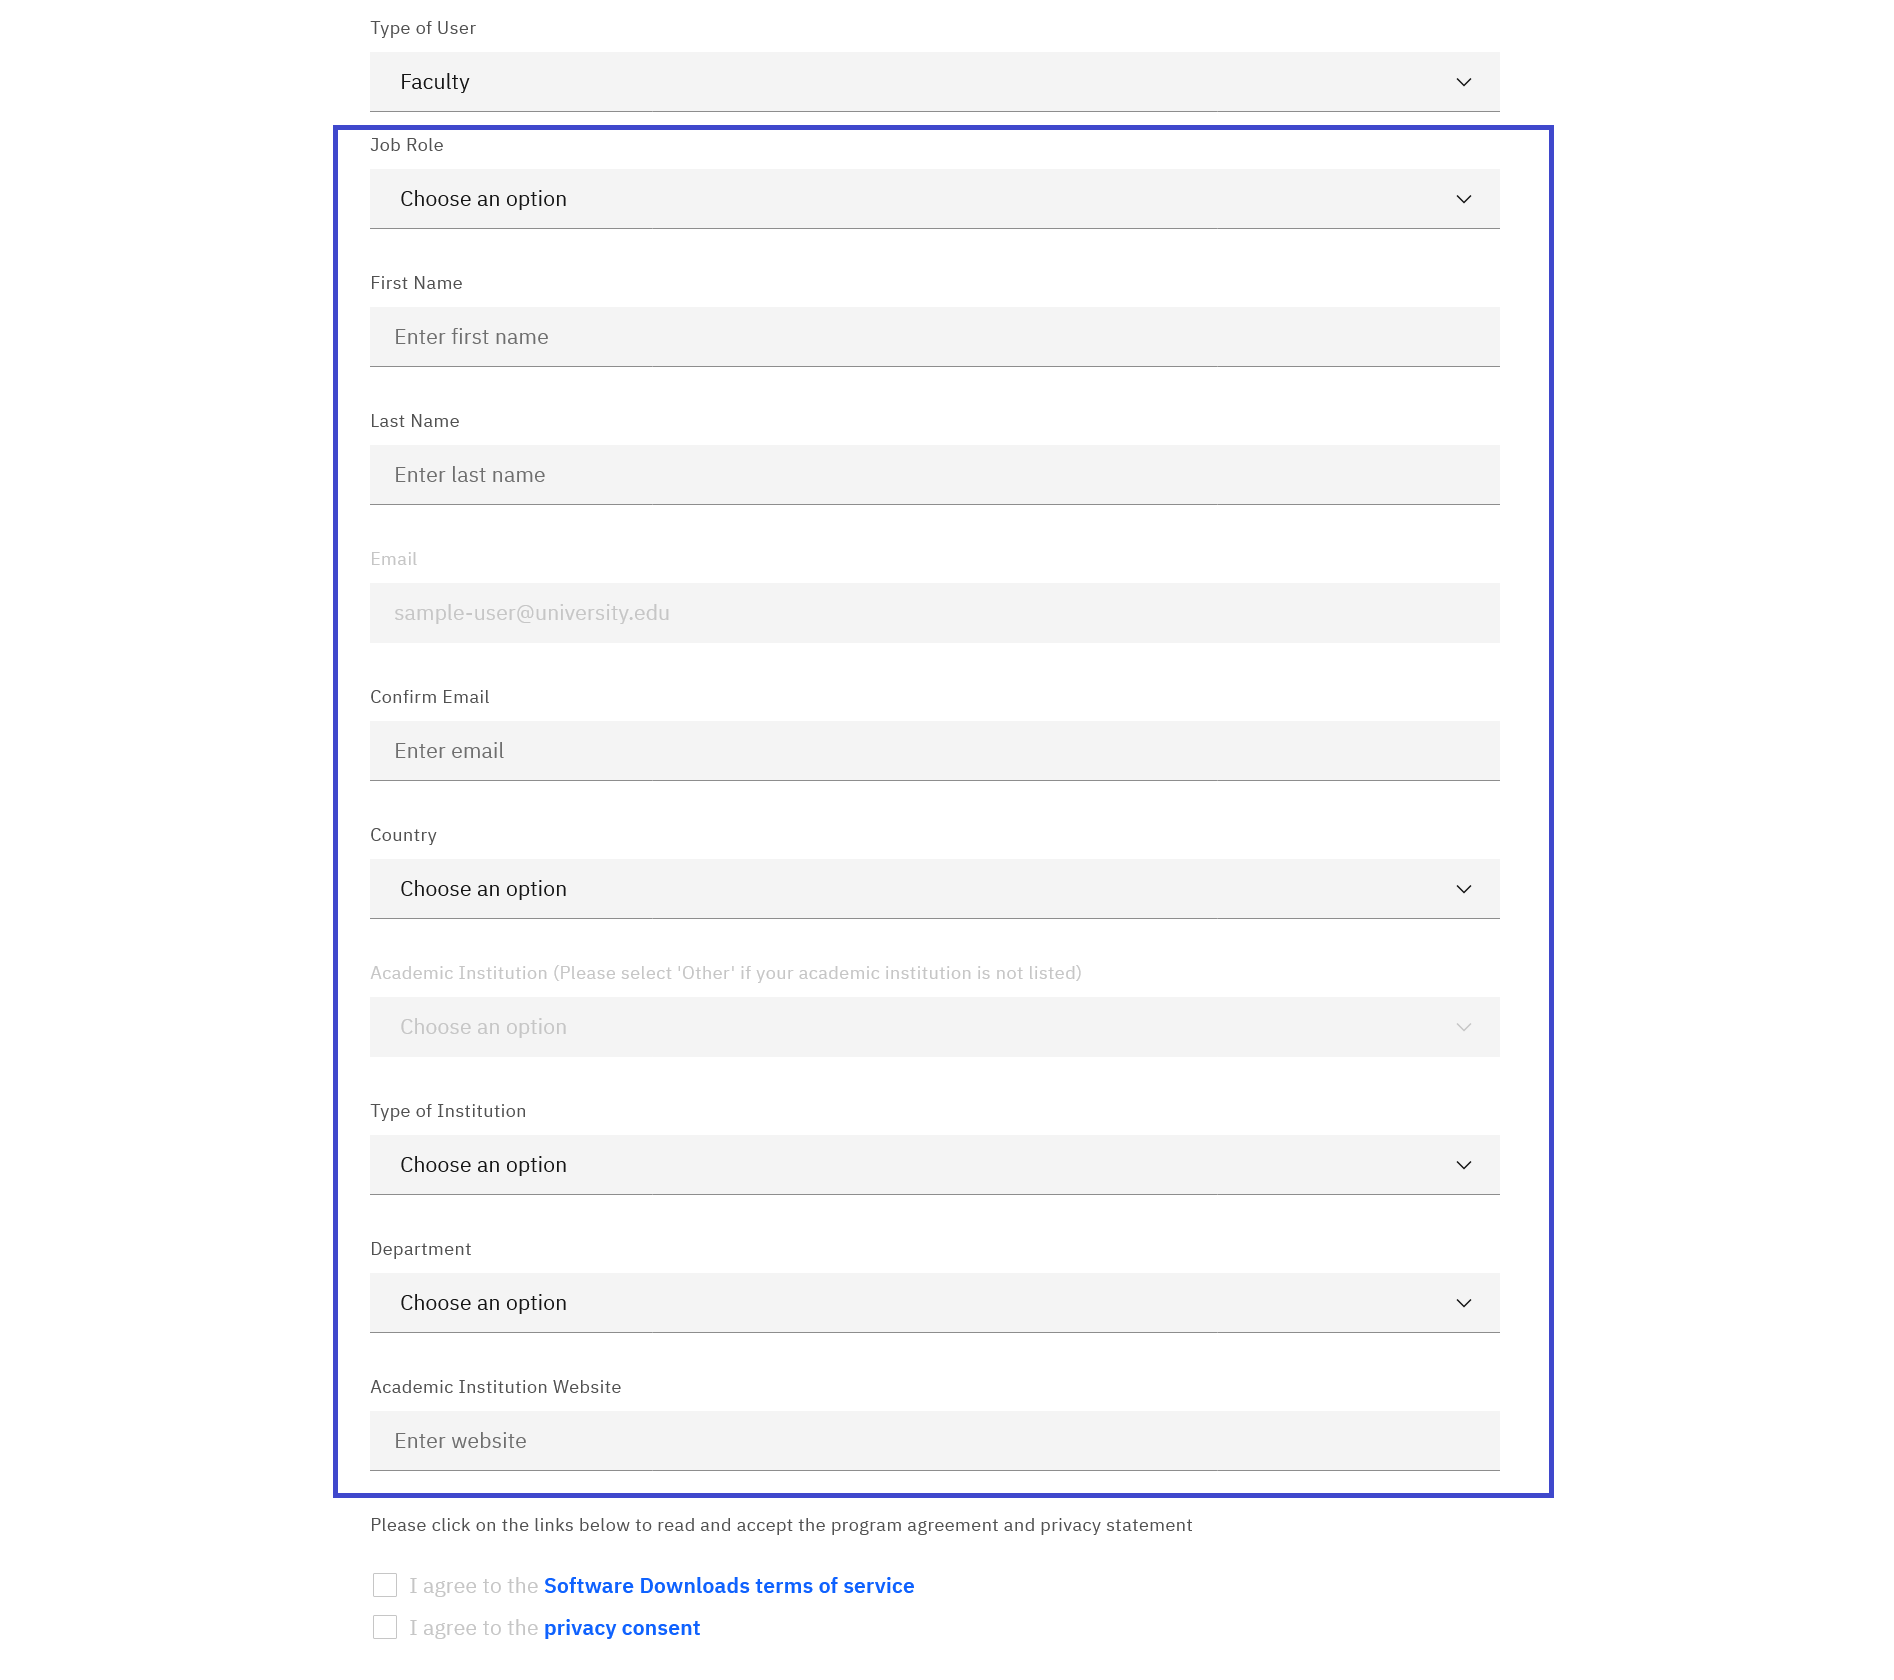 Type of User
Faculty
Job Role
Choose an option
First Name
Enter first name
Last Name
Enter last name
Email
sample-user@university.edu
Confirm Email
Enter email
Country
Choose an option
Academic Institution (Please select 'Other' if your academic institution is not listed)
Choose an option
Type of Institution
Choose an option
Department
Choose an option
Academic Institution Website
Enter website
Please click on the links below to read and accept the program agreement and privacy statement
I agree to the Software Downloads terms of service
I agree to the privacy consent